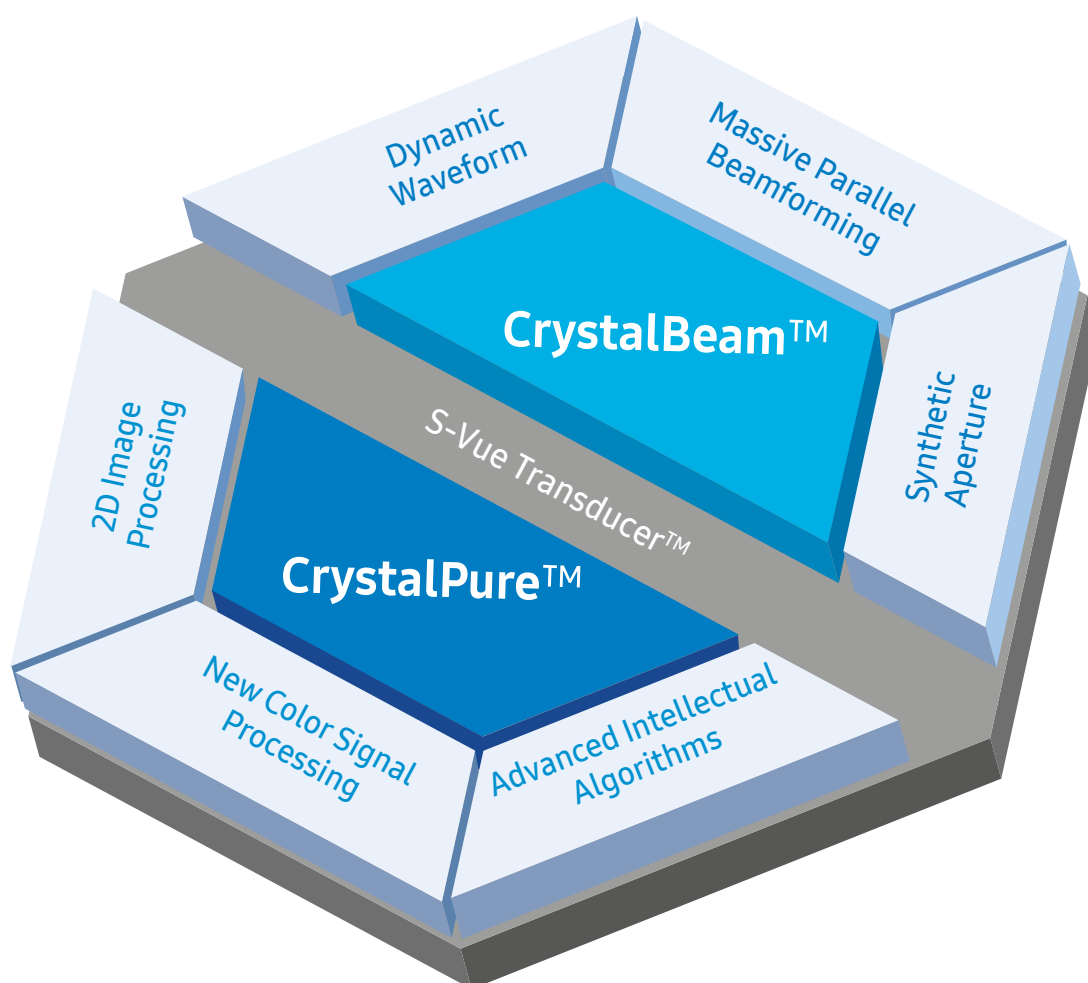 Dynamic
Waveform
Massive Parallel
Beamforming
CrystalBeam™
Synthetic
Aperture
S-Vue Transducer™
2D Image
Processing
CrystalPure™
New Color Signal
Processing
Advanced Intellectual
Algorithms